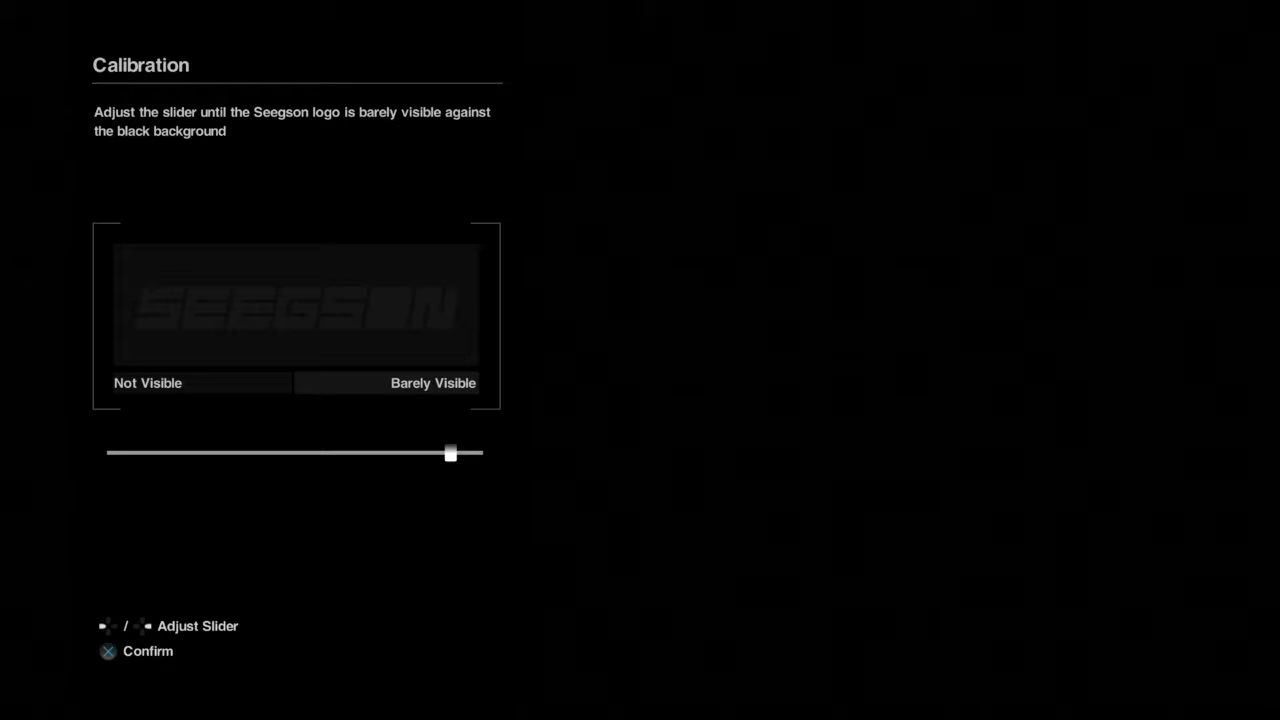 Calibration
Adjust the slider until the Seegson logo is barely visible against
the black background
SEEGSON
Not Visible
Barely Visible
/ Adjust Slider
Confirm